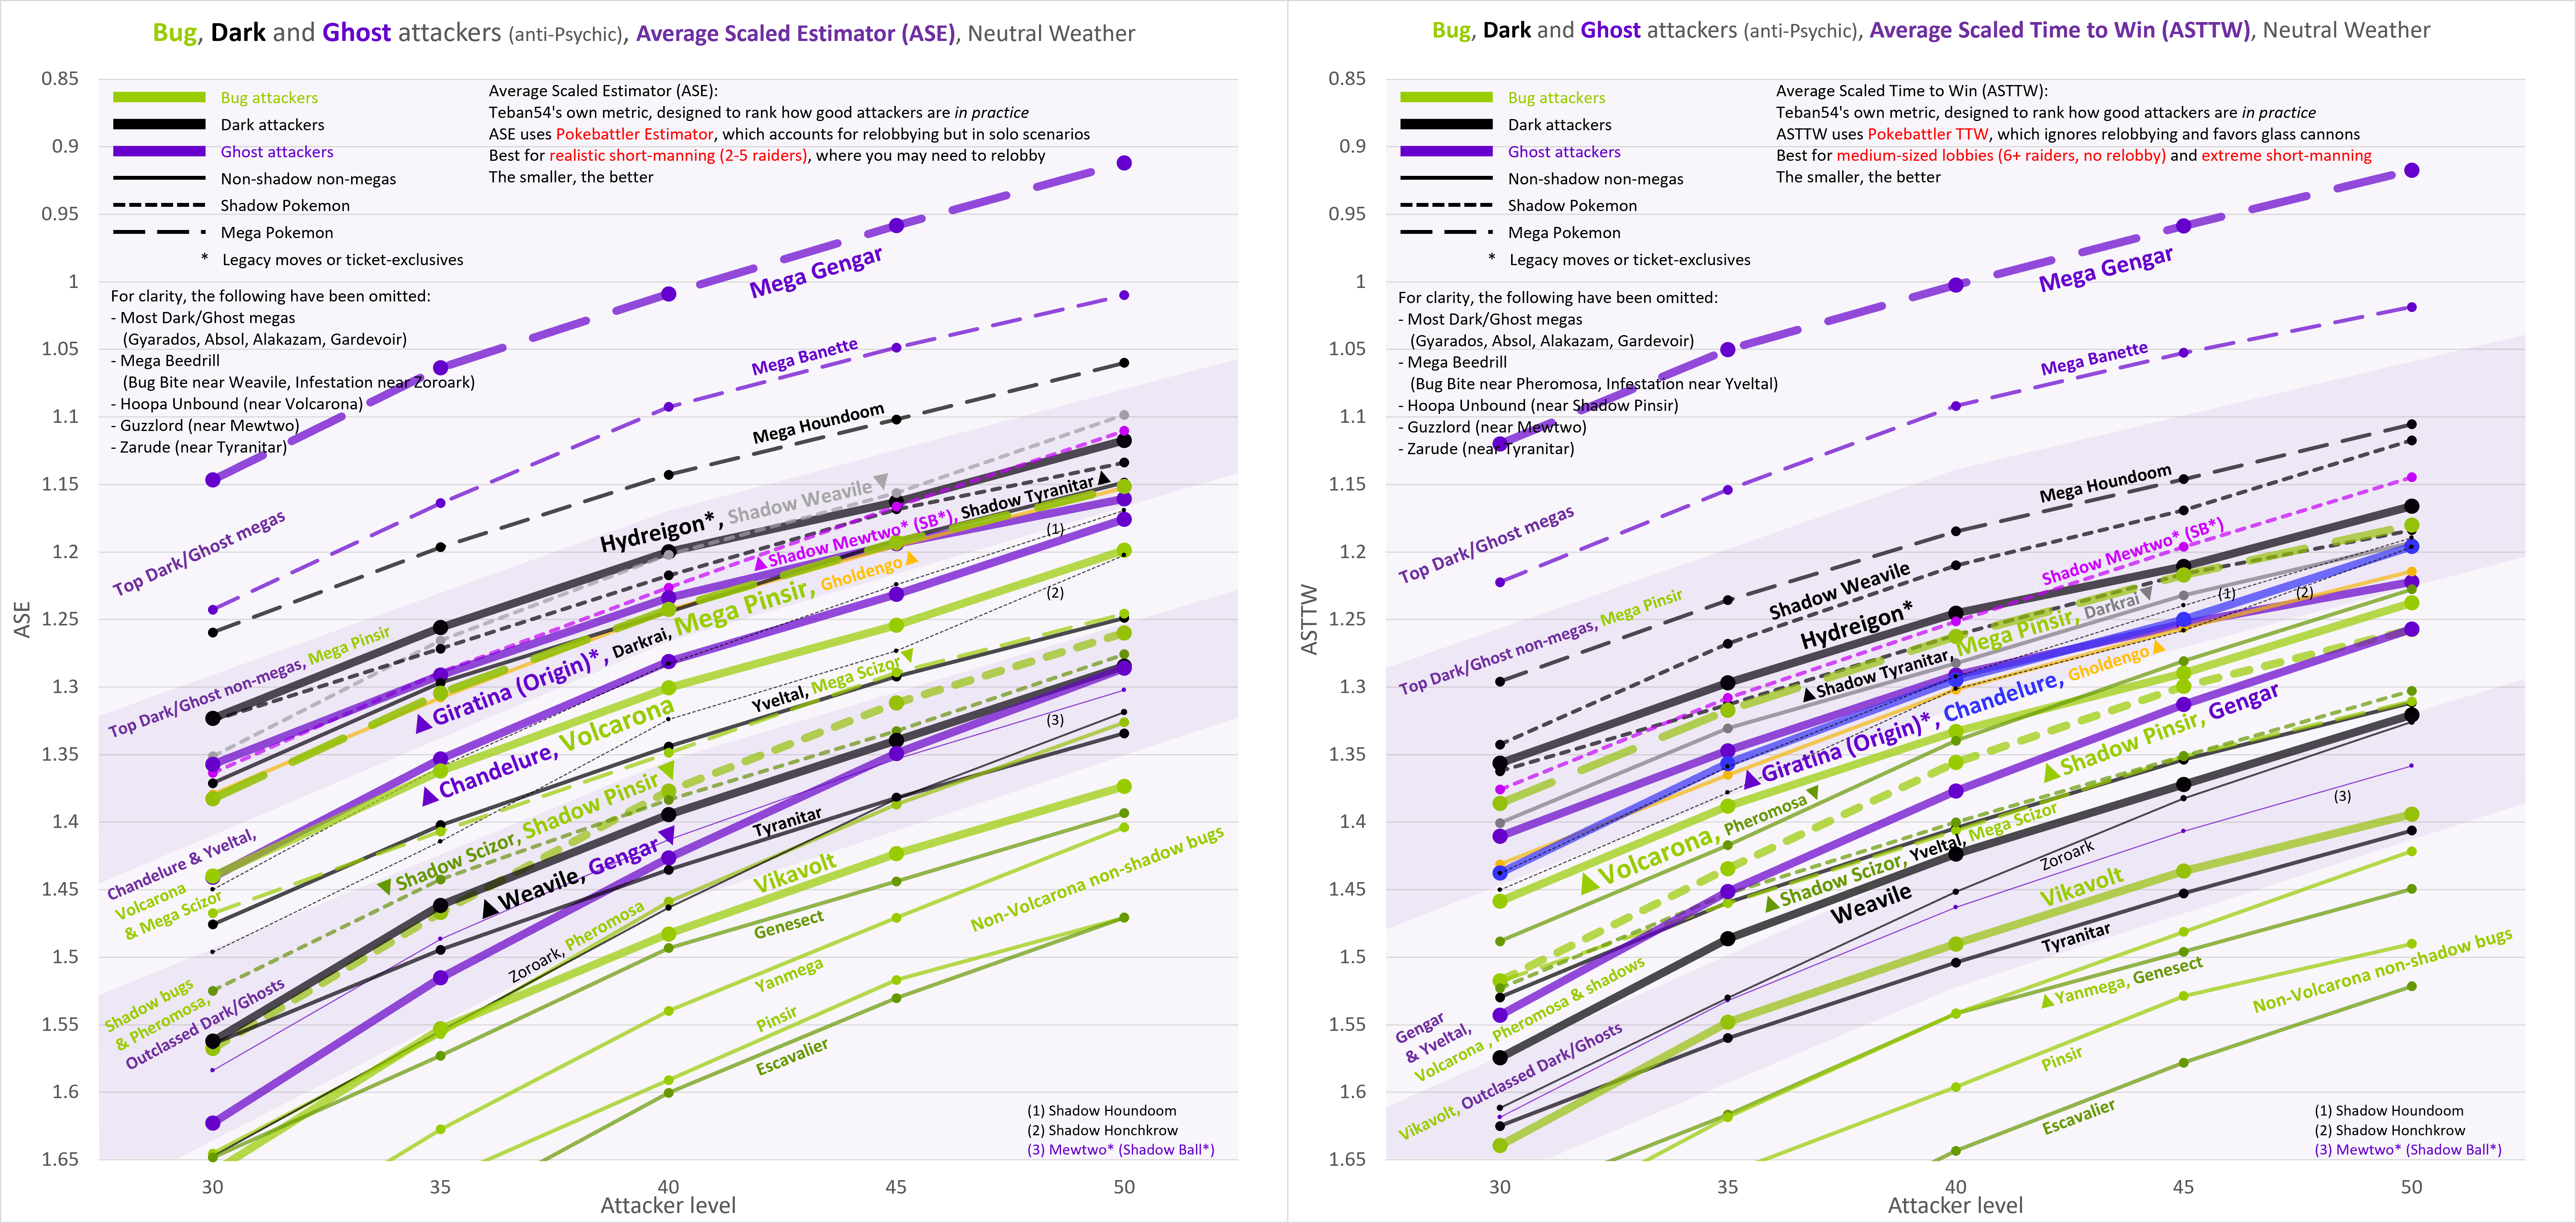 Bug, Dark and Ghost attackers (anti-Psychic), Average Scaled Estimator (ASE), Neutral Weather
0.85
0.9
0.95
1
1.05
1.1
1.15
1.2
1.25
1.3
1.35
1.4
1.45
1.5
1.55
1.6
1.65
ASE
Bug attackers
Dark attackers
Ghost attackers
Non-shadow non-megas
Shadow Pokemon
Mega Pokemon
* Legacy moves or ticket-exclusives
Average Scaled Estimator (ASE):
Teban54's own metric, designed to rank how good attackers are in practice
ASE uses Pokebattler Estimator, which accounts for relobbying but in solo scenarios
Best for realistic short-manning (2-5 raiders), where you may need to relobby
The smaller, the better
For clarity, the following have been omitted:
- Most Dark/Ghost megas
(Gyarados, Absol, Alakazam, Gardevoir)
- Mega Beedrill
(Bug Bite near Weavile, Infestation near Zoroark)
- Hoopa Unbound (near Volcarona)
- Guzzlord (near Mewtwo)
- Zarude (near Tyranitar)
Mega Gengar
Mega Banette
Mega Houndoom
Hydreigon*, Shadow Weavile
Shadow Mewtwo* (SB*), Shadow Tyranitar
Giratina (Origin)*, Darkrai, Mega Pinsir, Gholdengo
(1)
(2)
Chandelure, Volcarona
Yveltal, Mega Scizor
Shadow Scizor, Shadow Pinsir
(3)
Weavile, Gengar
Tyranitar
Zoroark, Pheromosa
Vikavolt
Genesect
Yanmega
Pinsir
Escavalier
Non-Volcarona non-shadow bugs
Top Dark/Ghost megas
Top Dark/Ghost non-megas, Mega Pinsir
Chandelure & Yveltal,
Volcarona
& Mega Scizor
Shadow bugs
& Pheromosa,
Outclassed Dark/Ghosts
(1) Shadow Houndoom
(2) Shadow Honchkrow
(3) Mewtwo* (Shadow Ball*)
30
35
40
45
50
Attacker level
Bug, Dark and Ghost attackers (anti-Psychic), Average Scaled Time to Win (ASTTW), Neutral Weather
0.85
0.9
0.95
1
1.05
1.1
1.15
1.2
1.25
1.3
1.35
1.4
1.45
1.5
1.55
1.6
1.65
ASTTW
Bug attackers
Dark attackers
Ghost attackers
Non-shadow non-megas
Shadow Pokemon
Mega Pokemon
* Legacy moves or ticket-exclusives
Average Scaled Time to Win (ASTTW):
Teban54's own metric, designed to rank how good attackers are in practice
ASTTW uses Pokebattler TTW, which ignores relobbying and favors glass cannons
Best for medium-sized lobbies (6+ raiders, no relobby) and extreme short-manning
The smaller, the better
For clarity, the following have been omitted:
- Most Dark/Ghost megas
(Gyarados, Absol, Alakazam, Gardevoir)
- Mega Beedrill
(Bug Bite near Pheromosa, Infestation near Yveltal)
- Hoopa Unbound (near Shadow Pinsir)
- Guzzlord (near Mewtwo)
- Zarude (near Tyranitar)
Mega Gengar
Mega Banette
Mega Houndoom
Shadow Mewtwo* (SB*)
Shadow Weavile
Hydreigon*
Shadow Tyranitar, Mega Pinsir, Darkrai
(1)
(2)
Giratina (Origin)*, Chandelure, Gholdengo
Volcarona, Pheromosa
Shadow Pinsir, Gengar
Shadow Scizor, Yveltal, Mega Scizor
(3)
Weavile
Zoroark
Vikavolt
Tyranitar
Yanmega, Genesect
Pinsir
Escavalier
Non-Volcarona non-shadow bugs
Top Dark/Ghost megas
Top Dark/Ghost non-megas, Mega Pinsir
Gengar
& Yveltal,
Volcarona , Pheromosa & shadows
Vikavolt, Outclassed Dark/Ghosts
(1) Shadow Houndoom
(2) Shadow Honchkrow
(3) Mewtwo* (Shadow Ball*)
30
35
40
45
50
Attacker level